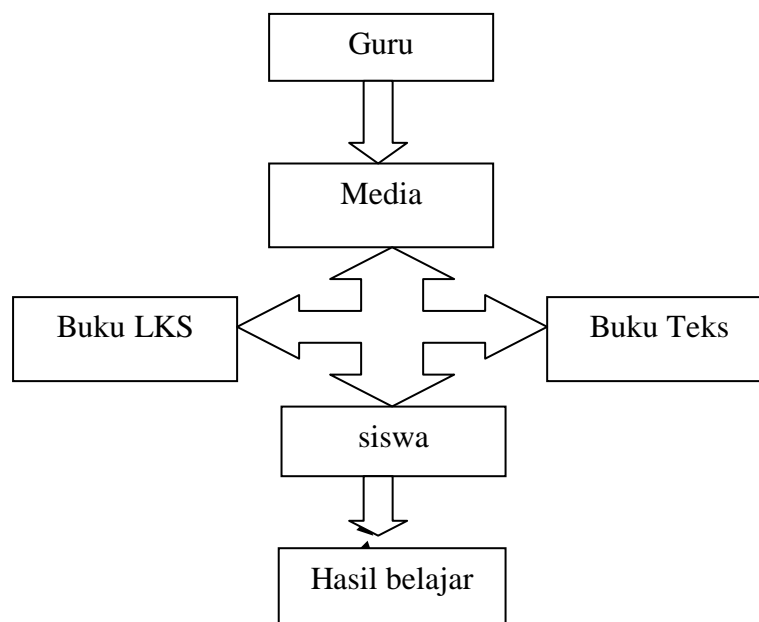 Guru
Media
Buku LKS
Buku Teks
siswa
Hasil belajar